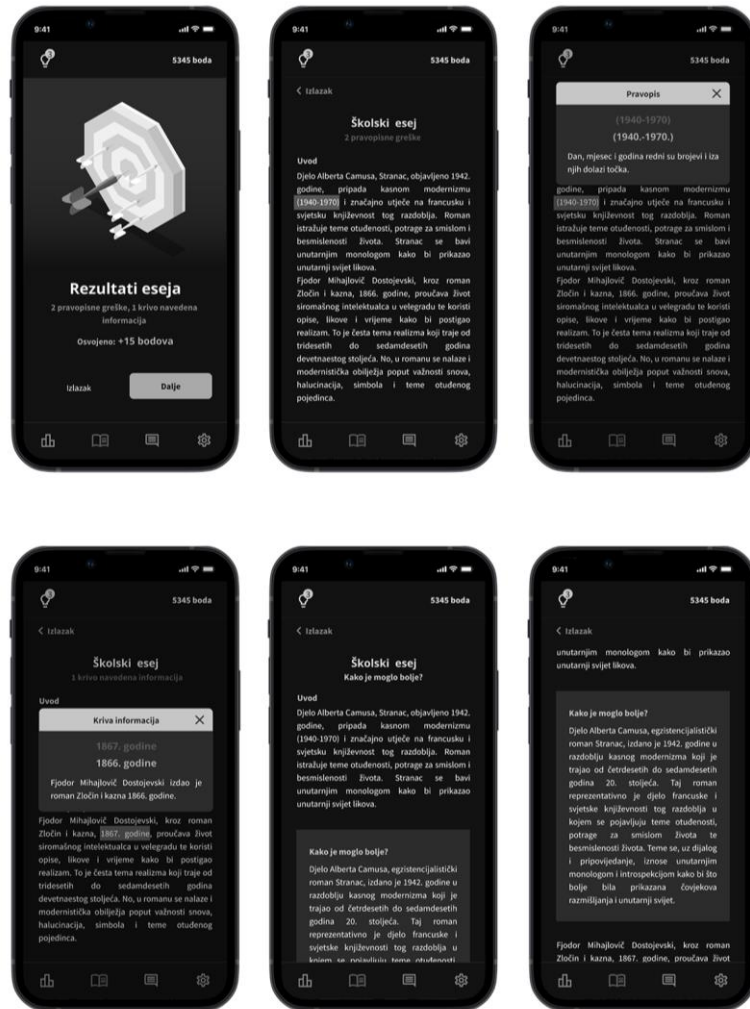 9:41
3
5345 boda
Rezultati eseja
2 pravopisne greške, 1 krivo navedena
informacija
Osvojeno: +15 bodova
Izlazak
Dalje
9:41
3
5345 boda
< Izlazak
Školski esej
2 pravopisne greške
Uvod
Djelo Alberta Camusa, Stranac, objavljeno 1942.
godine, pripada kasnom modernizmu
(1940-1970) i značajno utječe na francusku i
svjetsku književnost tog razdoblja. Roman
istražuje teme otuđenosti, potrage za smislom i
besmislenosti života. Stranac se bavi
unutarnjim monologom kako bi prikazao
unutarnji svijet likova.
Fjodor Mihajlovič Dostojevski, kroz roman
Zločin i kazna, 1866. godine, proučava život
siromašnog intelektualca u velegradu te koristi
opise, likove i vrijeme kako bi postigao
realizam. To je česta tema realizma koji traje od
tridesetih do sedamdesetih godina
devetnaestog stoljeća. No, u romanu se nalaze i
modernistička obilježja poput važnosti snova,
halucinacija, simbola i teme otuđenog
pojedinca.
9:41
3
5345 boda
Pravopis
(1940-1970)
(1940.-1970.)
Dan, mjesec i godina redni su brojevi i iza
njih dolazi točka.
godine, pripada kasnom modernizmu
(1940-1970) i značajno utječe na francusku i
svjetsku književnost tog razdoblja. Roman
istražuje teme otuđenosti, potrage za smislom i
besmislenosti života. Stranac se bavi
unutarnjim monologom kako bi prikazao
unutarnji svijet likova.
Fjodor Mihajlovič Dostojevski, kroz roman
Zločin i kazna, 1866. godine, proučava život
siromašnog intelektualca u velegradu te koristi
opise, likove i vrijeme kako bi postigao
realizam. To je česta tema realizma koji traje od
tridesetih do sedamdesetih godina
devetnaestog stoljeća. No, u romanu se nalaze i
modernistička obilježja poput važnosti snova,
halucinacija, simbola i teme otuđenog
pojedinca.
9:41
3
5345 boda
< Izlazak
Školski esej
1 krivo navedena informacija
Uvod
Kriva informacija
1867. godine
1866. godine
Fjodor Mihajlovič Dostojevski izdao je
roman Zločin i kazna 1866. godine.
Fjodor Mihajlovič Dostojevski, kroz roman
Zločin i kazna, 1867. godine, proučava život
siromašnog intelektualca u velegradu te koristi
opise, likove i vrijeme kako bi postigao
realizam. To je česta tema realizma koji traje od
tridesetih do sedamdesetih godina
devetnaestog stoljeća. No, u romanu se nalaze i
modernistička obilježja poput važnosti snova,
halucinacija, simbola i teme otuđenog
pojedinca.
9:41
3
5345 boda
< Izlazak
Školski esej
Kako je moglo bolje?
Uvod
Djelo Alberta Camusa, Stranac, objavljeno 1942.
godine, pripada kasnom modernizmu
(1940-1970) i značajno utječe na francusku i
svjetsku književnost tog razdoblja. Roman
istražuje teme otuđenosti, potrage za smislom i
besmislenosti života. Stranac se bavi
unutarnjim monologom kako bi prikazao
unutarnji svijet likova.
Kako je moglo bolje?
Djelo Alberta Camusa, egzistencijalistički
roman Stranac, izdano je 1942. godine u
razdoblju kasnog modernizma koji je
trajao od četrdesetih do sedamdesetih
godina 20. stoljeća. Taj roman
reprezentativno je djelo francuske i
svjetske književnosti tog razdoblja u
kojem se pojavljuju teme otuđenosti,
9:41
3
5345 boda
< Izlazak
unutarnjim monologom kako bi prikazao
unutarnji svijet likova.
Kako je moglo bolje?
Djelo Alberta Camusa, egzistencijalistički
roman Stranac, izdano je 1942. godine u
razdoblju kasnog modernizma koji je
trajao od četrdesetih do sedamdesetih
godina 20. stoljeća. Taj roman
reprezentativno je djelo francuske i
svjetske književnosti tog razdoblja u
kojem se pojavljuju teme otuđenosti,
potrage za smislom života te
besmislenosti života. Teme se, uz dijalog
i pripovijedanje, iznose unutarnjim
monologom i introspekcijom kako bi što
bolje bila prikazana čovjekova
razmišljanja i unutarnji svijet.
Fjodor Mihajlovič Dostojevski, kroz roman
Zločin i kazna, 1867. godine, proučava život